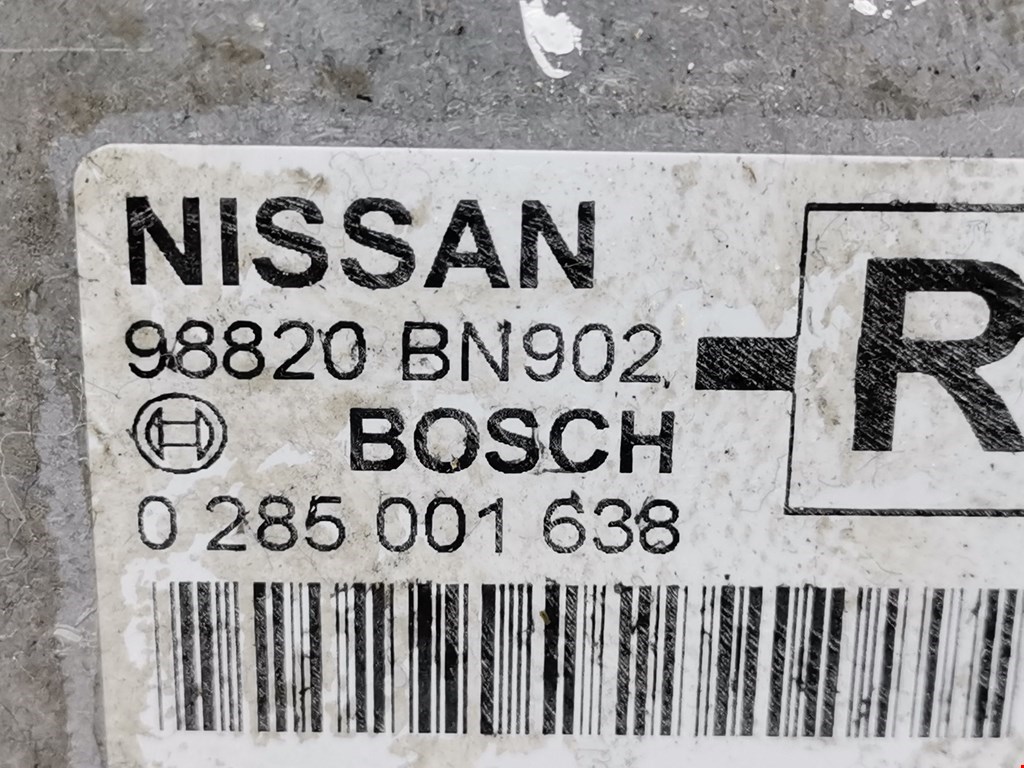 NISSAN
98820 BN902
R
BOSCH
0 285 001 638